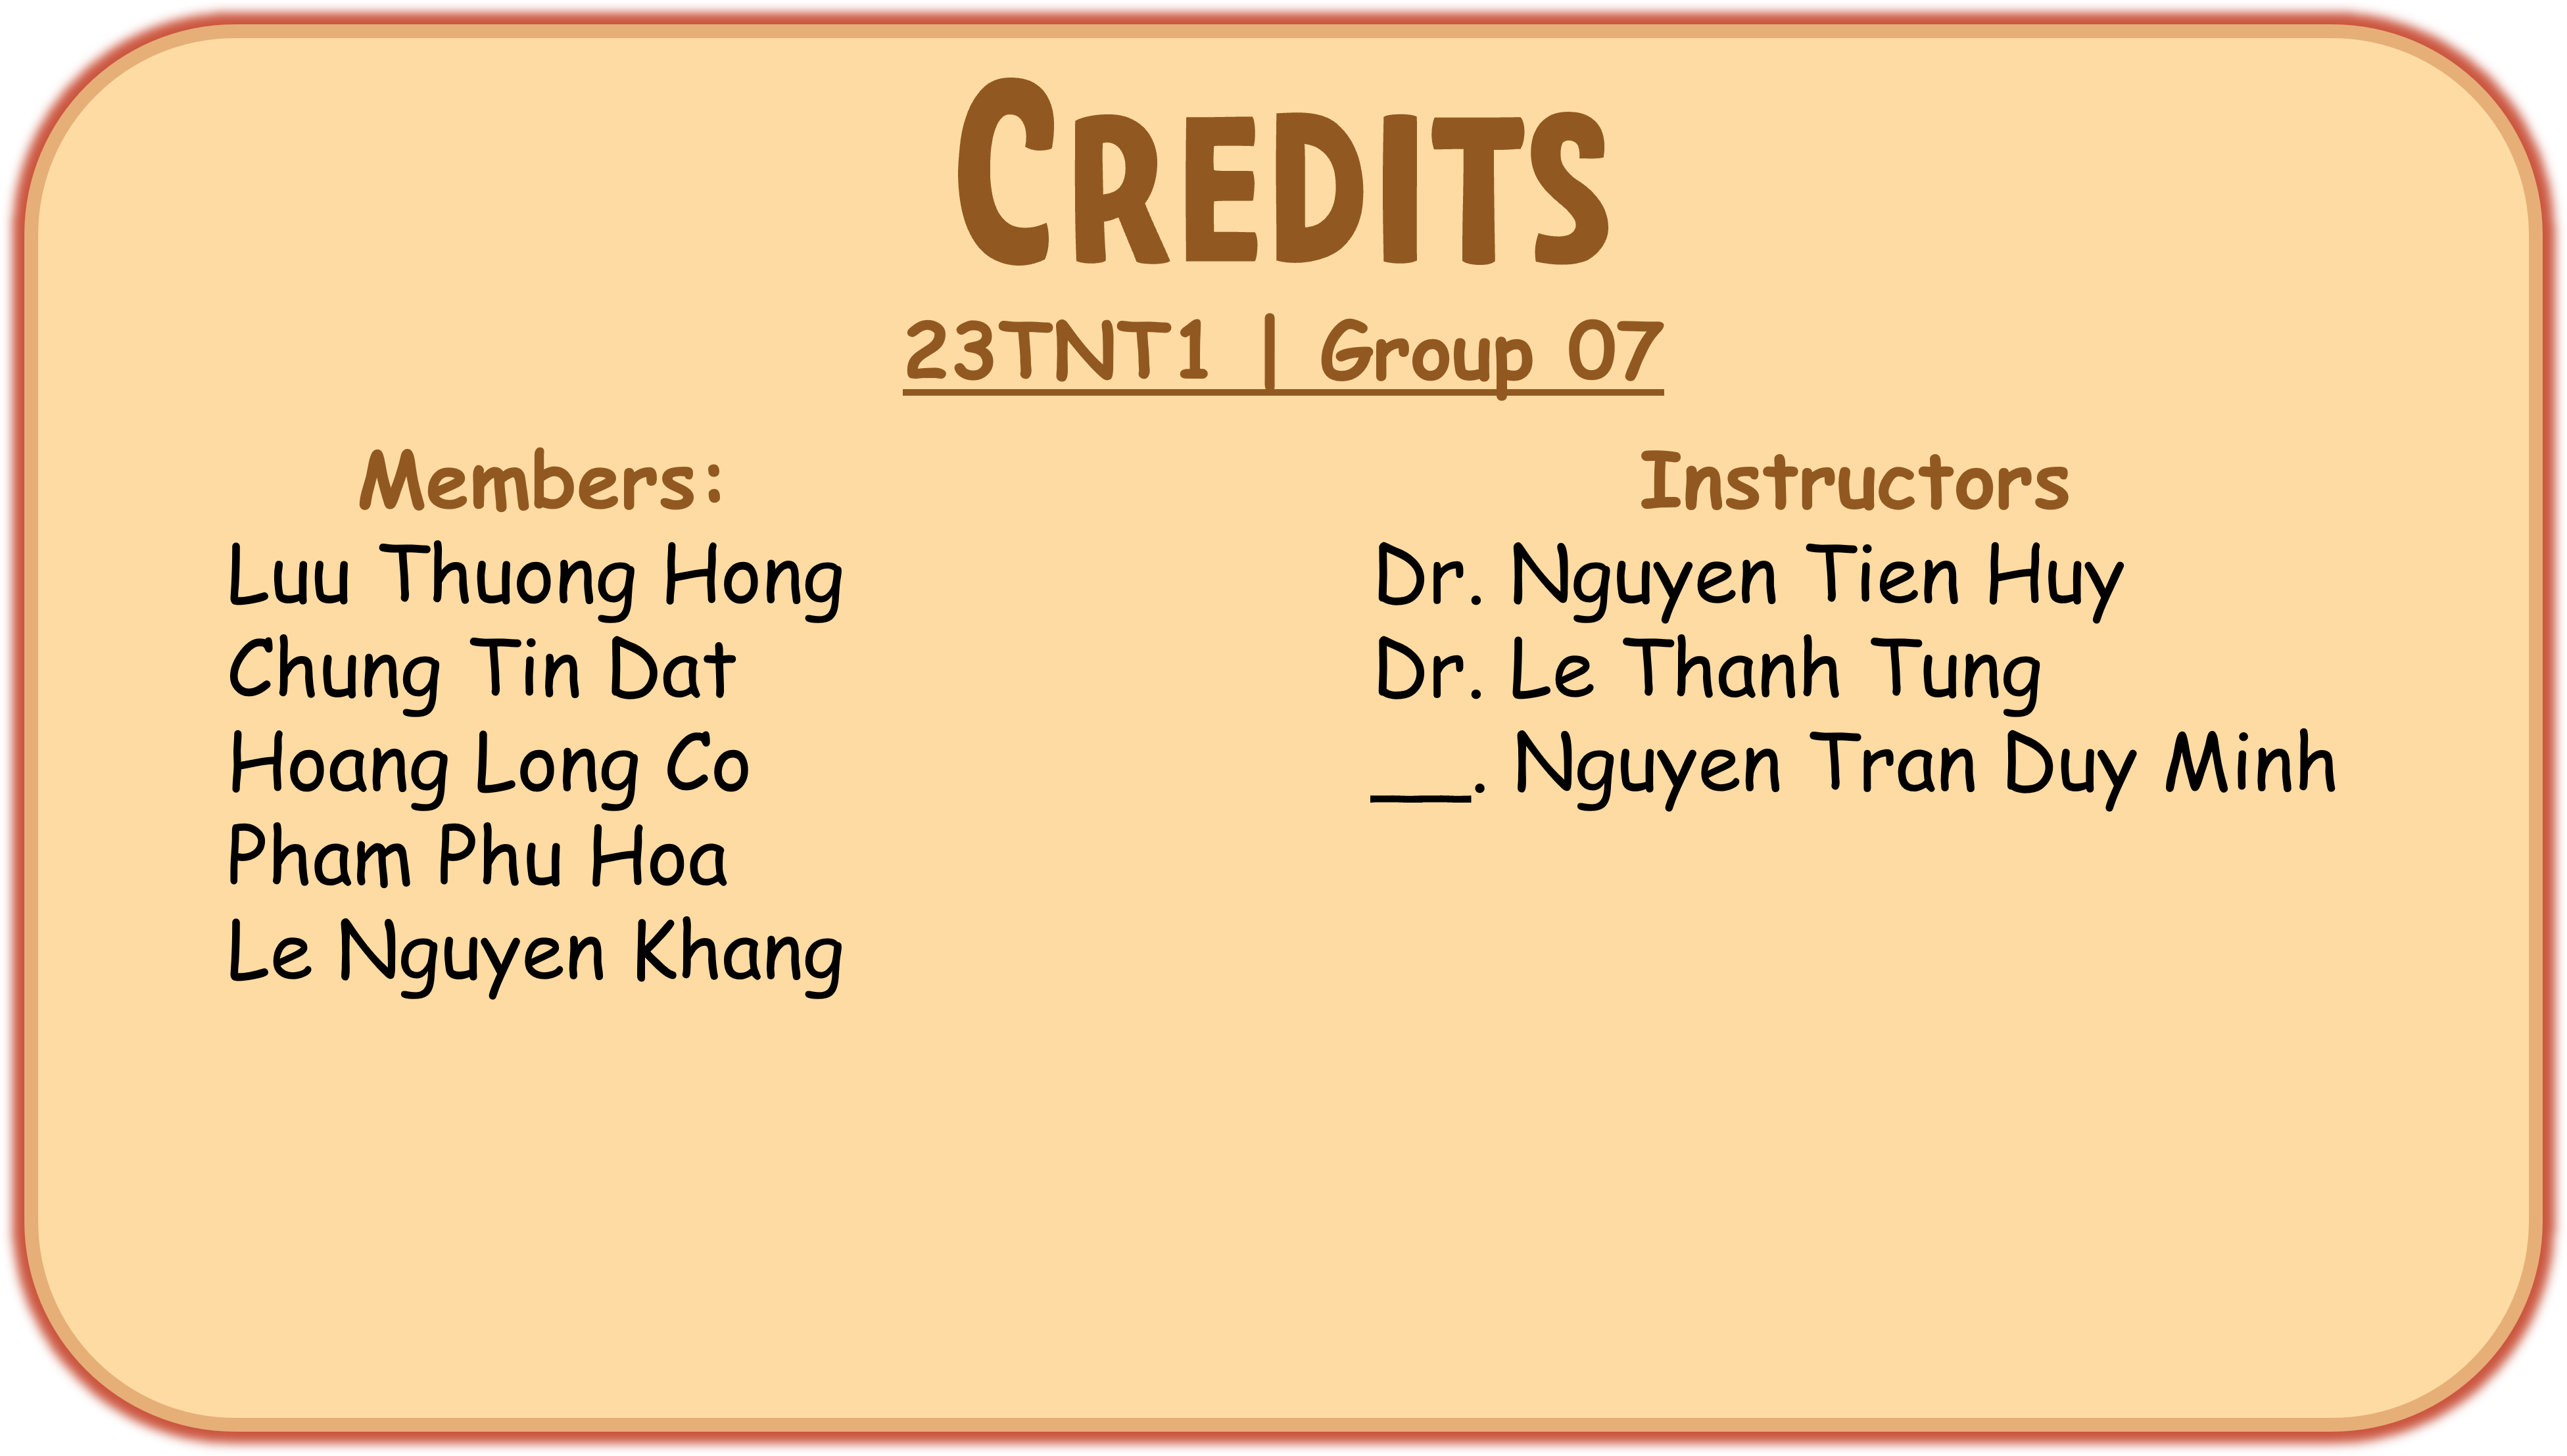 CREDITS
23TNT1 | Group 07
Members:
Luu Thuong Hong
Chung Tin Dat
Hoang Long Co
Pham Phu Hoa
Le Nguyen Khang
Instructors
Dr. Nguyen Tien Huy
Dr. Le Thanh Tung
__. Nguyen Tran Duy Minh